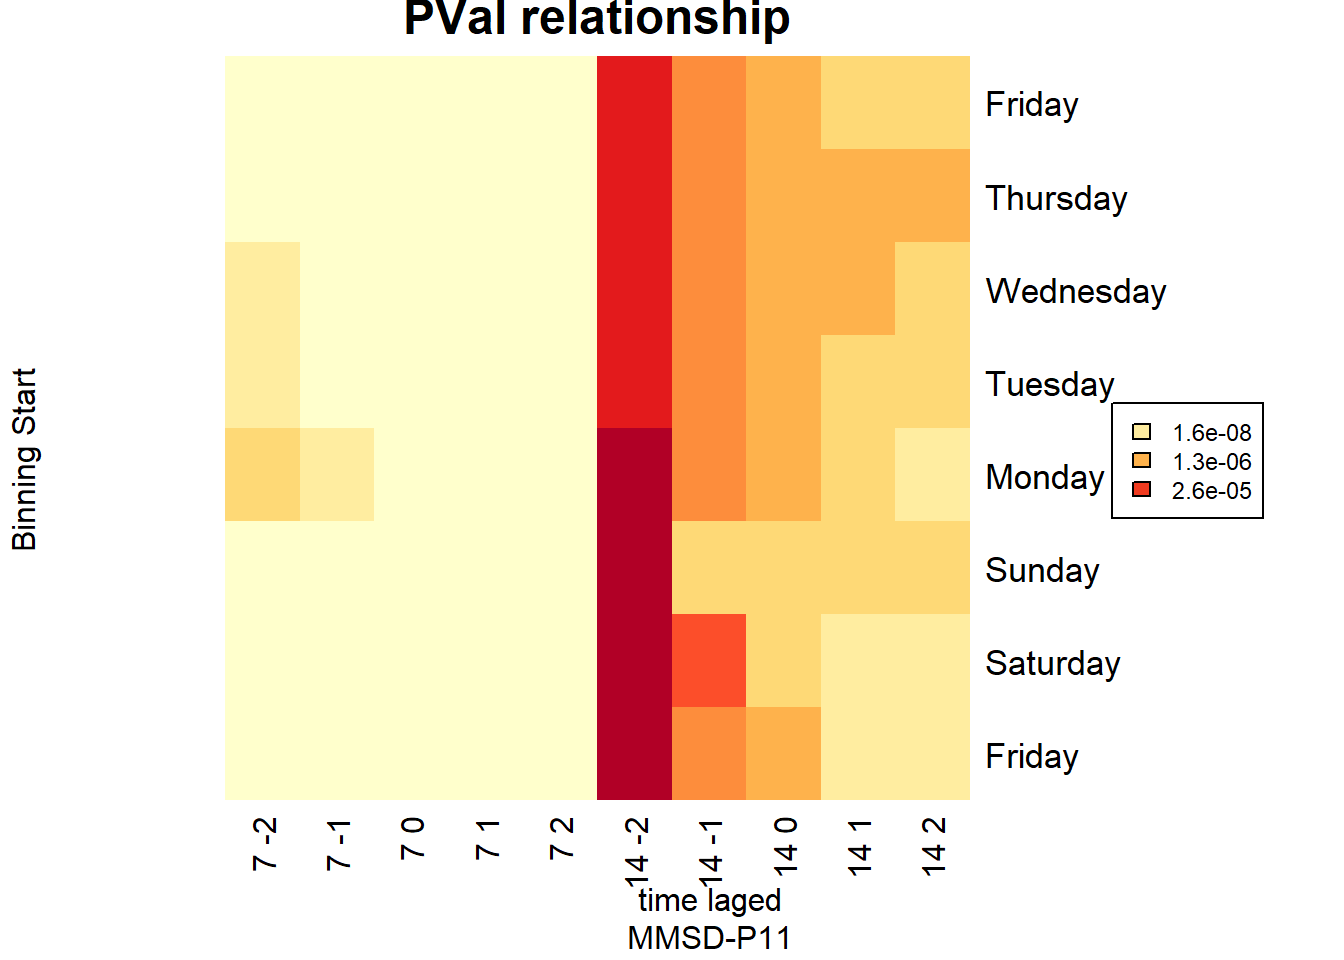 PVal relationship
Friday
Thursday
Wednesday
Tuesday
Monday
Sunday
Saturday
Friday
Binning Start
1.6e-08
1.3e-06
2.6e-05
7 -2
7 -1
7 0
7 1
7 2
14 -2
14 -1
14 0
14 1
14 2
time laged
MMSD-P11